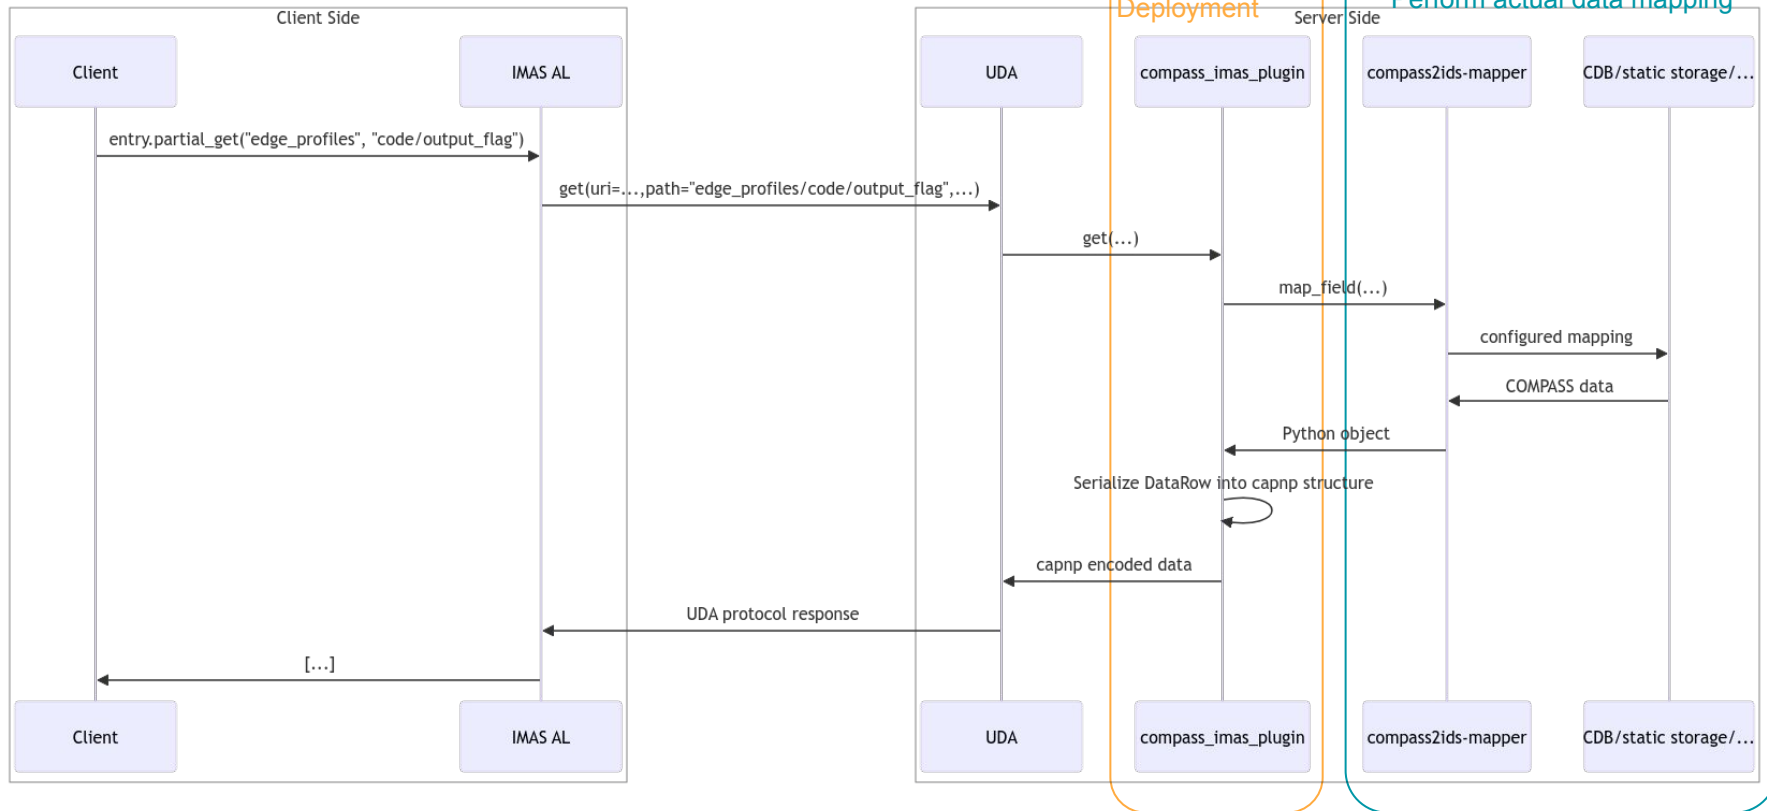 Deployment
Perform actual data mapping
Client Side
Server Side
Client
IMAS AL
UDA
compass_imas_plugin
compass2ids-mapper
CDB/static storage/...
entry.partial_get("edge_profiles", "code/output_flag")
get(uri=...,path="edge_profiles/code/output_flag",...)
get(...)
map_field(...)
configured mapping
COMPASS data
Python object
Serialize DataRow into capnp structure
capnp encoded data
UDA protocol response
[...]
Client
IMAS AL
UDA
compass_imas_plugin
compass2ids-mapper
CDB/static storage/...